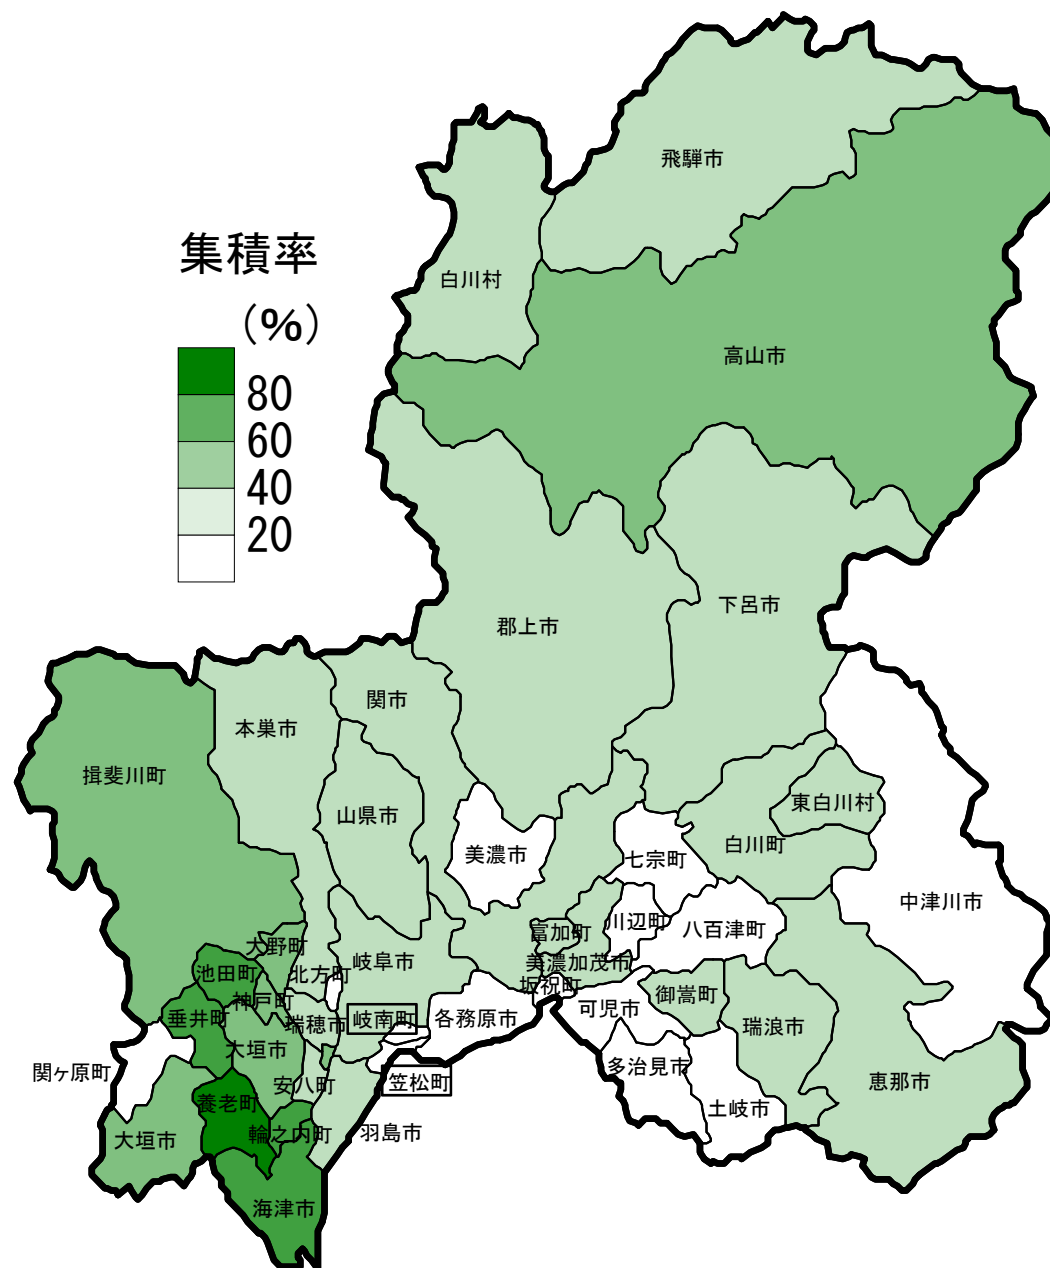 飛騨市
集積率
白川村
(%)
高山市
80
60
40
20
下呂市
郡上市
関市
本巣市
揖斐川町
東白川村
山県市
白川町
美濃市
七宗町
中津川市
川辺町
八百津町
富加町
大野町
岐阜市
美濃加茂市
池田町
北方町
坂祝町
御嵩町
神戸町
可児市
垂井町
瑞穂市
岐南町
各務原市
瑞浪市
大垣市
多治見市
関ヶ原町
安八町
笠松町
恵那市
養老町
土岐市
輪之内町
羽島市
大垣市
海津市